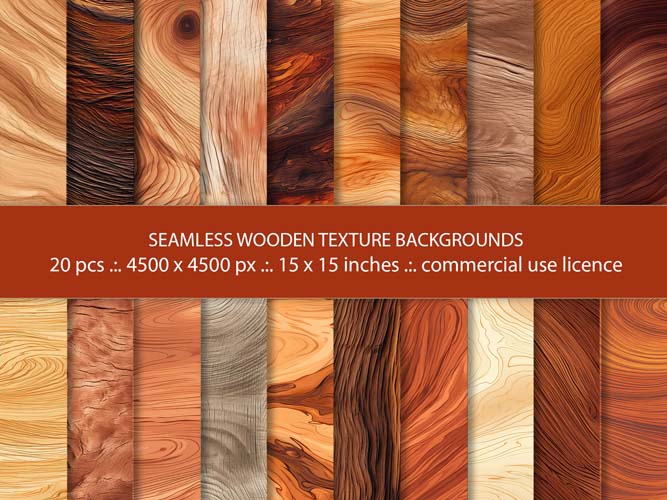 SEAMLESS WOODEN TEXTURE BACKGROUNDS
20 pcs .:. 4500 x 4500 px .:. 15 x 15 inches .:. commercial use licence